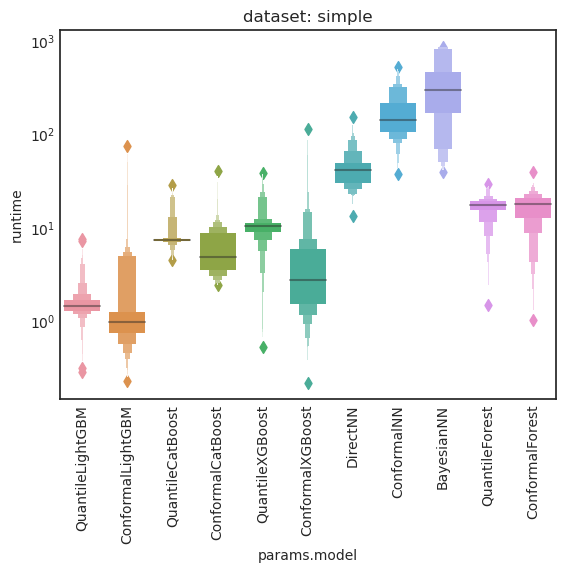 dataset: simple
runtime
10³
10²
10¹
10⁰
QuantileLightGBM
ConformalLightGBM
QuantileCatBoost
ConformalCatBoost
QuantileXGBoost
ConformalXGBoost
DirectNN
ConformalNN
BayesianNN
QuantileForest
ConformalForest
params.model